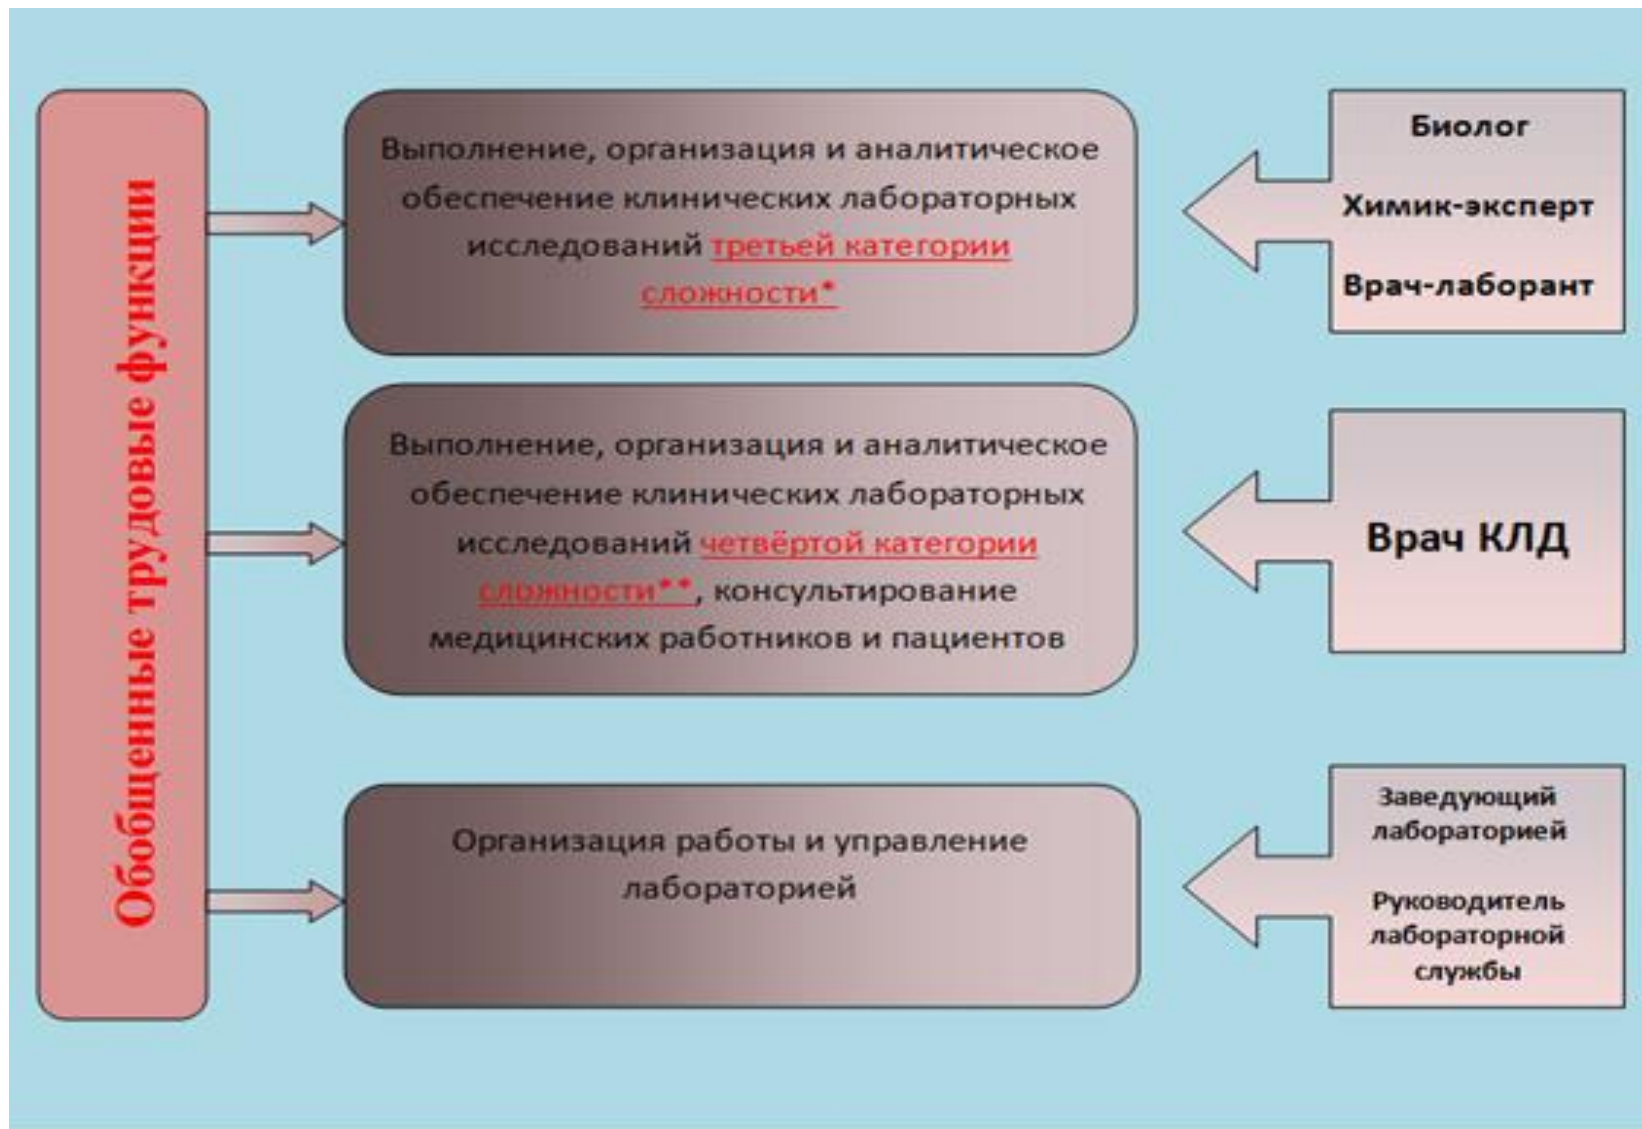 Обобщенные трудовые функции
Выполнение, организация и аналитическое
обеспечение клинических лабораторных
исследований третьей категории
сложности*
Биолог
Химик-эксперт
Врач-лаборант
Выполнение, организация и аналитическое
обеспечение клинических лабораторных
исследований четвёртой категории
сложности**, консультирование
медицинских работников и пациентов
Врач КЛД
Организация работы и управление
лабораторией
Заведующий
лабораторией
Руководитель
лабораторной
службы